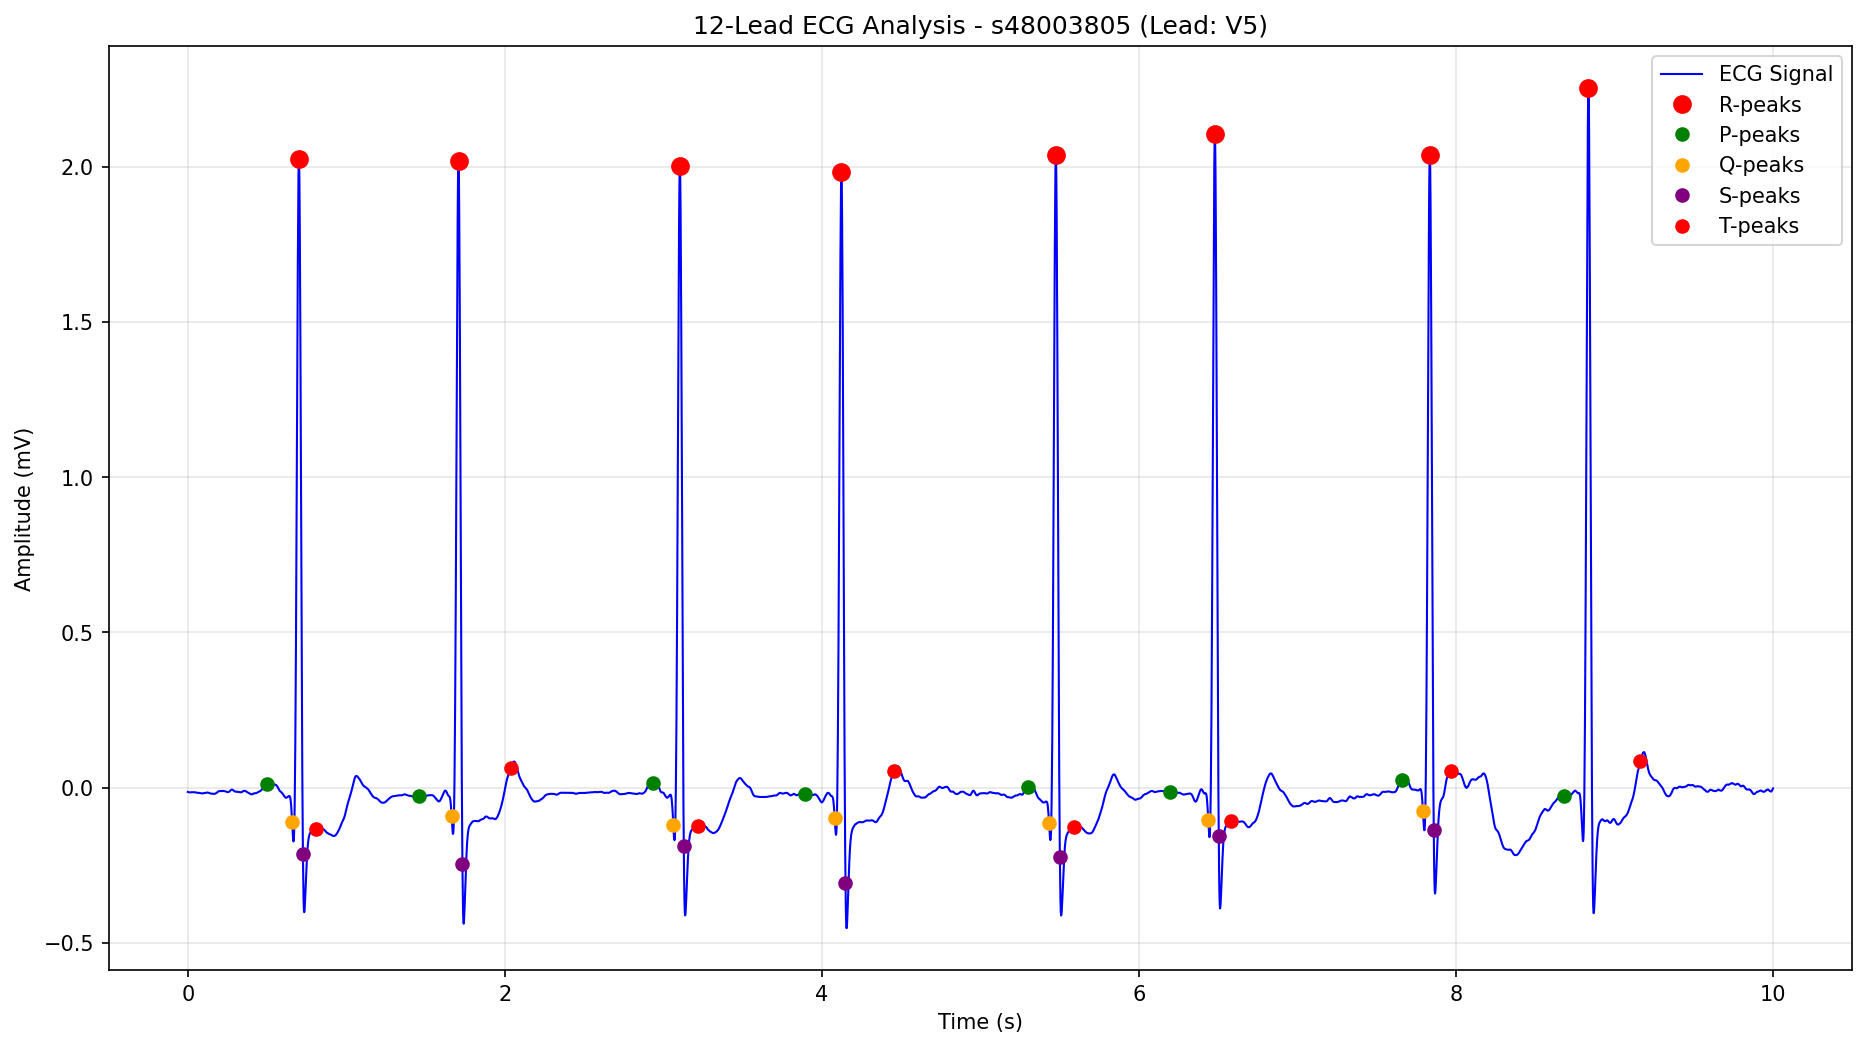 12-Lead ECG Analysis - s48003805 (Lead: V5)
ECG Signal
R-peaks
P-peaks
Q-peaks
S-peaks
T-peaks
Amplitude (mV)
2.0
1.5
1.0
0.5
0.0
−0.5
0 2 4 6 8 10
Time (s)